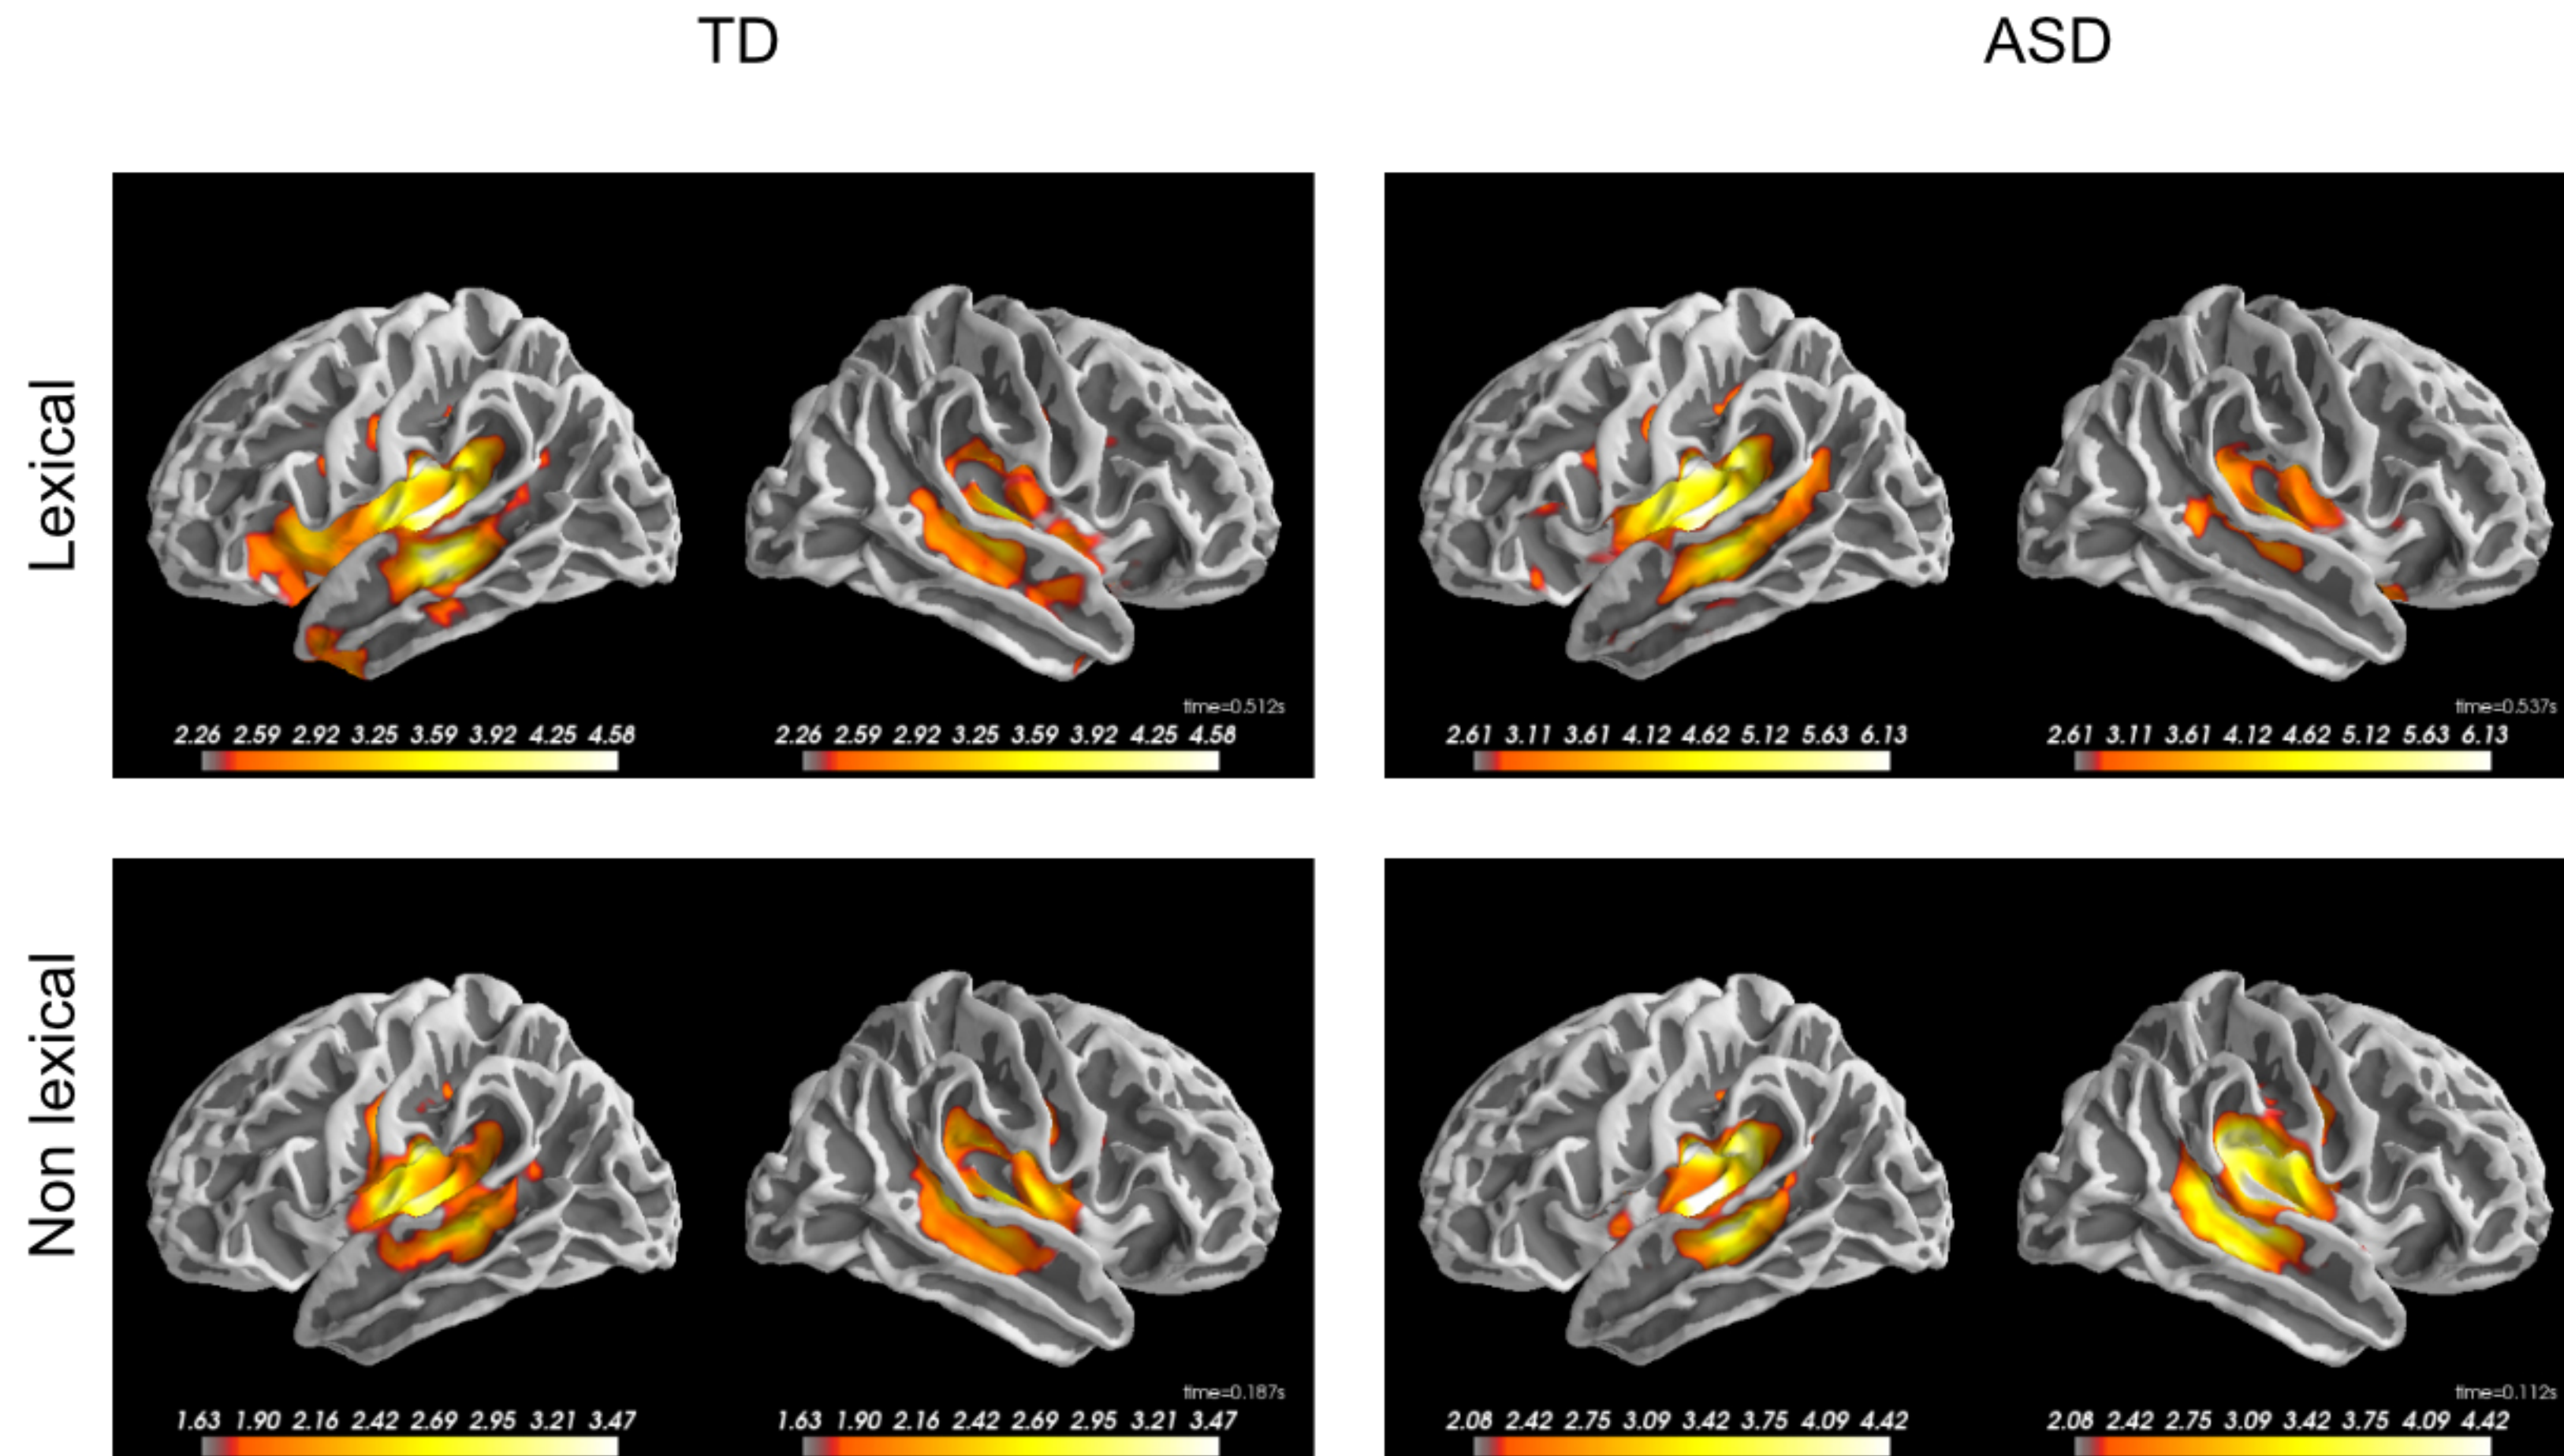 TD
ASD
Lexical
time=0.512s
2.26 2.59 2.92 3.25 3.59 3.92 4.25 4.58
2.26 2.59 2.92 3.25 3.59 3.92 4.25 4.58
time=0.537s
2.61 3.11 3.61 4.12 4.62 5.12 5.63 6.13
2.61 3.11 3.61 4.12 4.62 5.12 5.63 6.13
Non lexical
time=0.187s
1.63 1.90 2.16 2.42 2.69 2.95 3.21 3.47
1.63 1.90 2.16 2.42 2.69 2.95 3.21 3.47
time=0.112s
2.08 2.42 2.75 3.09 3.42 3.75 4.09 4.42
2.08 2.42 2.75 3.09 3.42 3.75 4.09 4.42